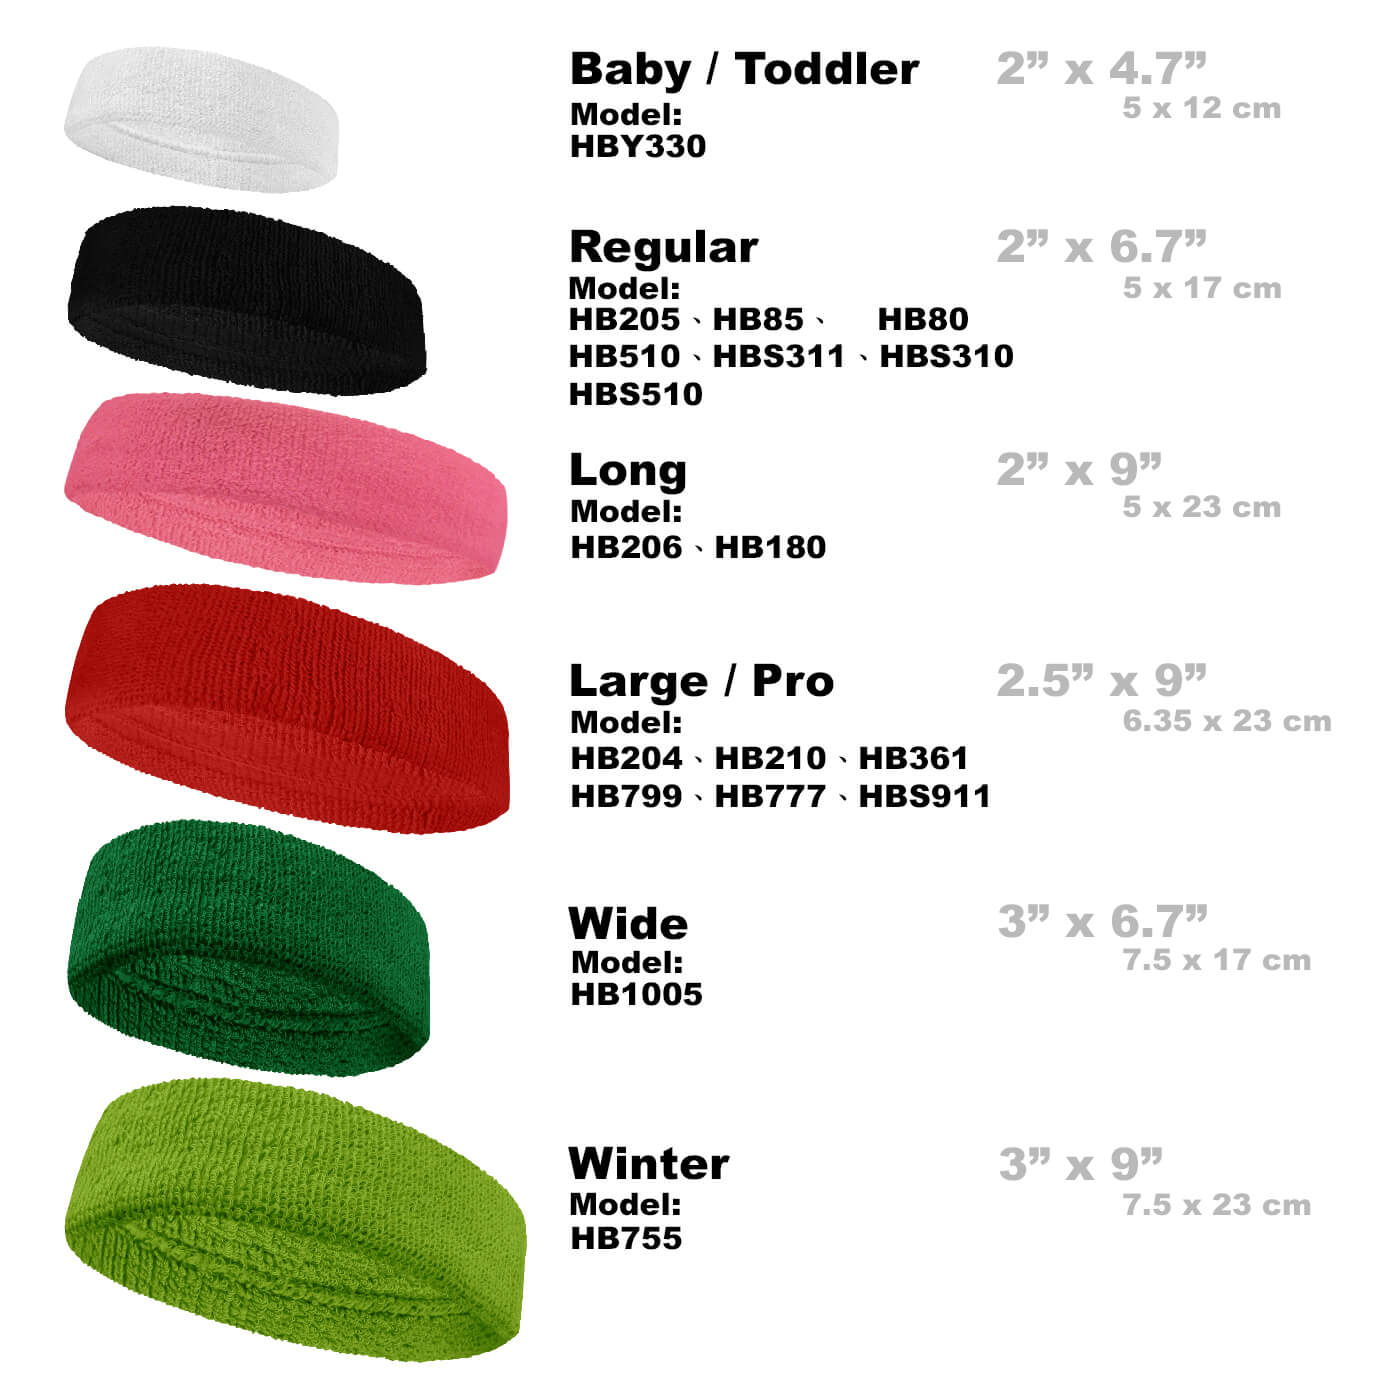 Baby / Toddler 2” x 4.7”
5 x 12 cm
Model:
HBY330
Regular 2” x 6.7”
5 x 17 cm
Model:
HB205、HB85、 HB80
HB510、HBS311、HBS310
HBS510
Long 2” x 9”
5 x 23 cm
Model:
HB206、HB180
Large / Pro 2.5” x 9”
6.35 x 23 cm
Model:
HB204、HB210、HB361
HB799、HB777、HBS911
Wide 3” x 6.7”
7.5 x 17 cm
Model:
HB1005
Winter 3” x 9”
7.5 x 23 cm
Model:
HB755